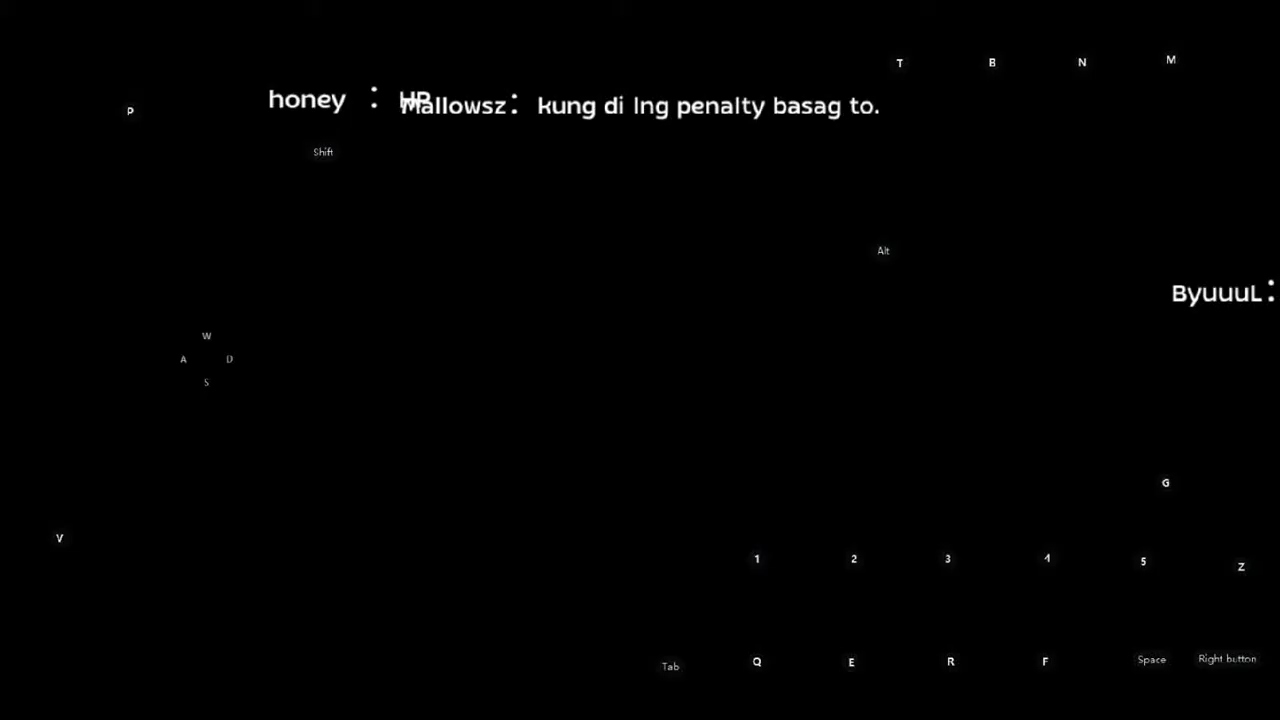 T B N M
honey : HP
Mallowsz: kung di lng penalty basag to.
P
Shift
Alt
ByuuuL:
W
A D
S
G
V
1 2 3 4 5 Z
Tab Q E R F Space Right button